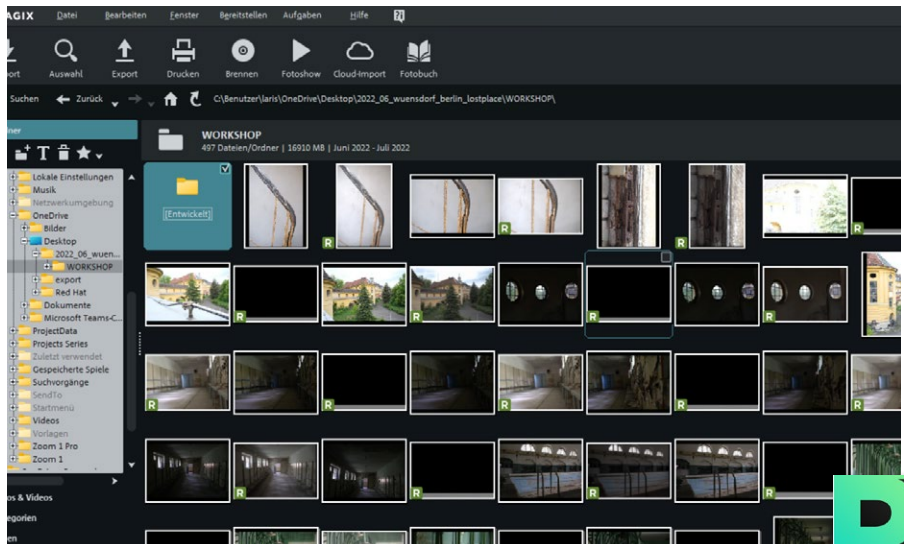 AGIX Datei Bearbeiten Fenster Bereitstellen Aufgaben Hilfe
Auswahl Export Drucken Brennen Fotoshow Cloud-Import Fotobuch
Suchen Zurück C:\Benutzer\laris\OneDrive\Desktop\2022_06_wuensdorf_berlin_lostplace\WORKSHOP\
WORKSHOP
497 Dateien/Ordner | 16910 MB | Juni 2022 - Juli 2022
T
Lokale Einstellungen
Musik
Netzwerkumgebung
OneDrive
Bilder
Desktop
2022_06_wuen...
WORKSHOP
export
Red Hat
Dokumente
Microsoft Teams-C...
ProjectData
Projects Series
Zuletzt verwendet
Gespeicherte Spiele
Suchvorgänge
SendTo
Startmenü
Videos
Vorlagen
Zoom 1 Pro
Zoom 1
os & Videos
egorien
en
[Entwickelt]
R R R R
R R R R
R R R R
R R R